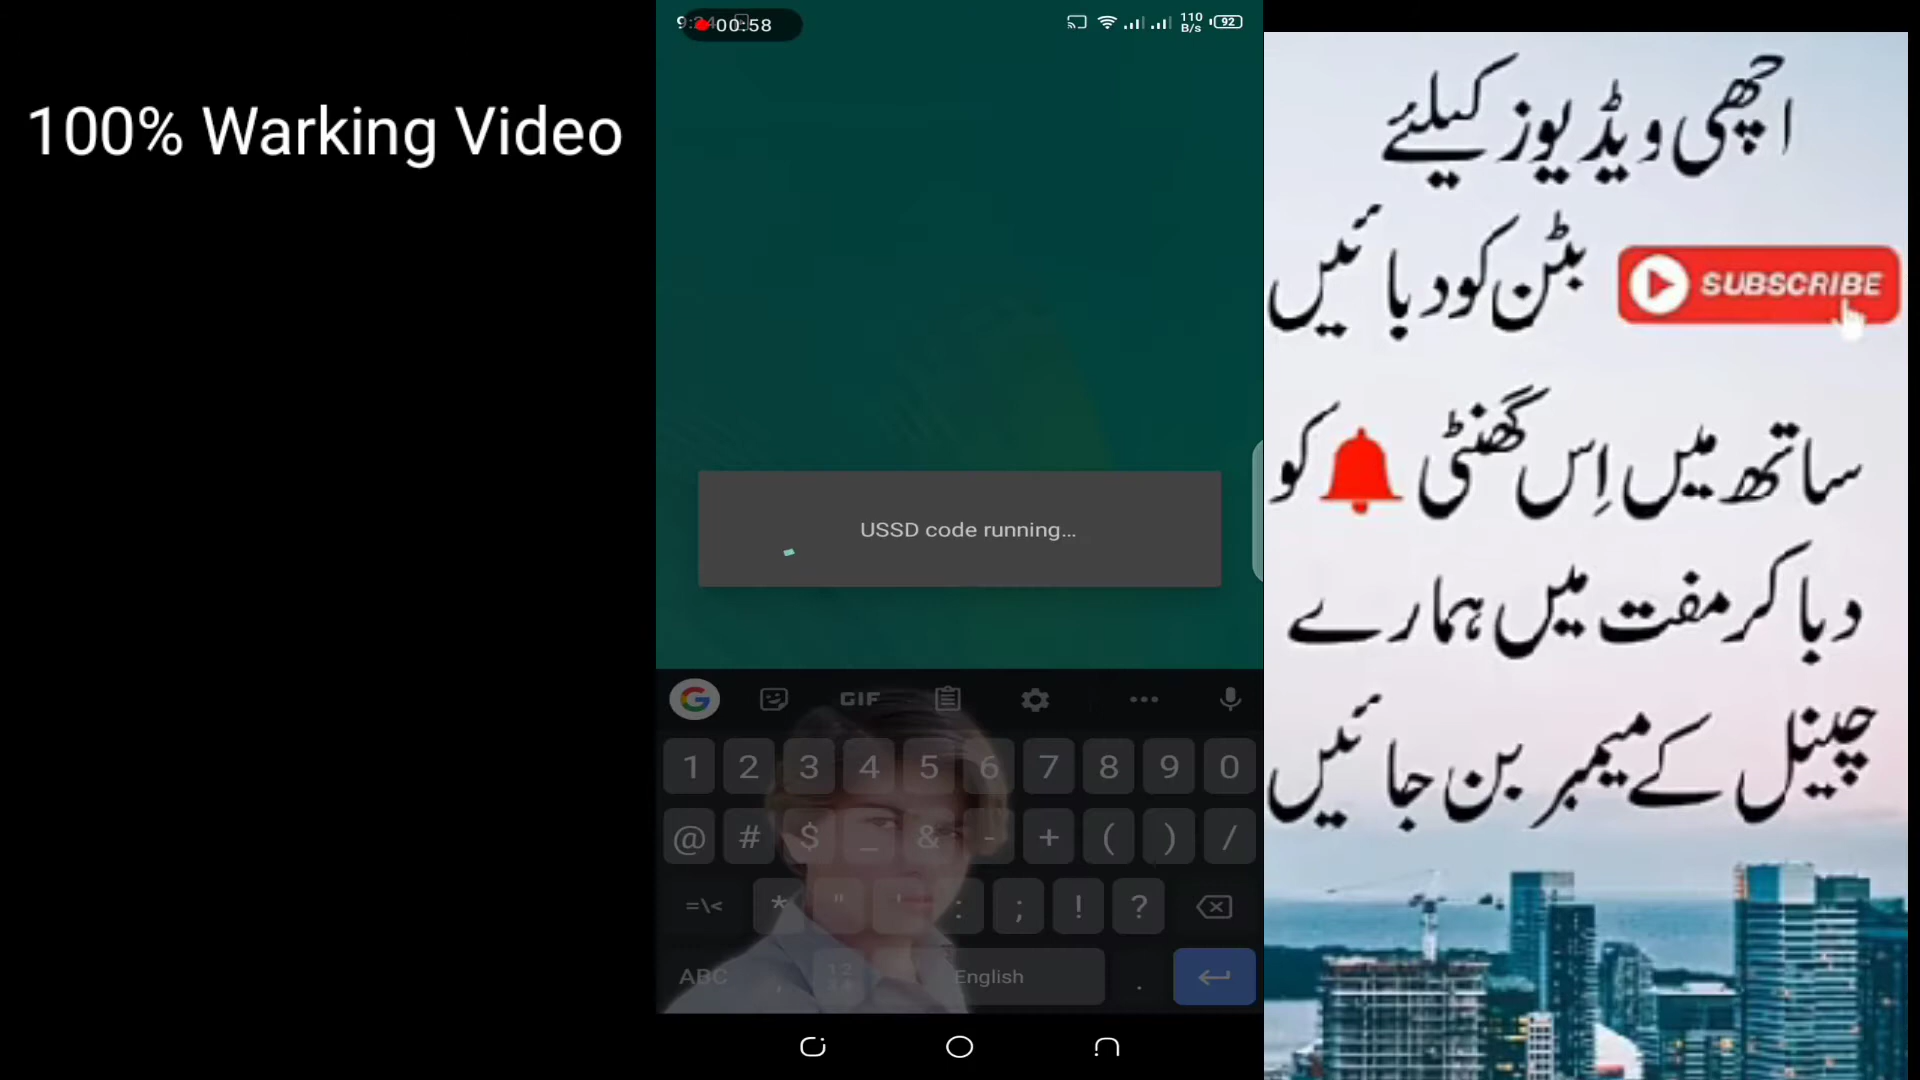 100% Warking Video
00:58
110
B/s
92
USSD code running...
GIF
1 2 3 4 5 6 7 8 9 0
@ # $ _ & - + ( ) /
=\< * " ' : ; ! ?
ABC , English .
اچھی ویڈیوز کیلئے
SUBSCRIBE بٹن کو دبائیں
ساتھ میں اِس گھنٹی کو
دبا کر مفت میں ہمارے
چینل کے میمبر بن جائیں